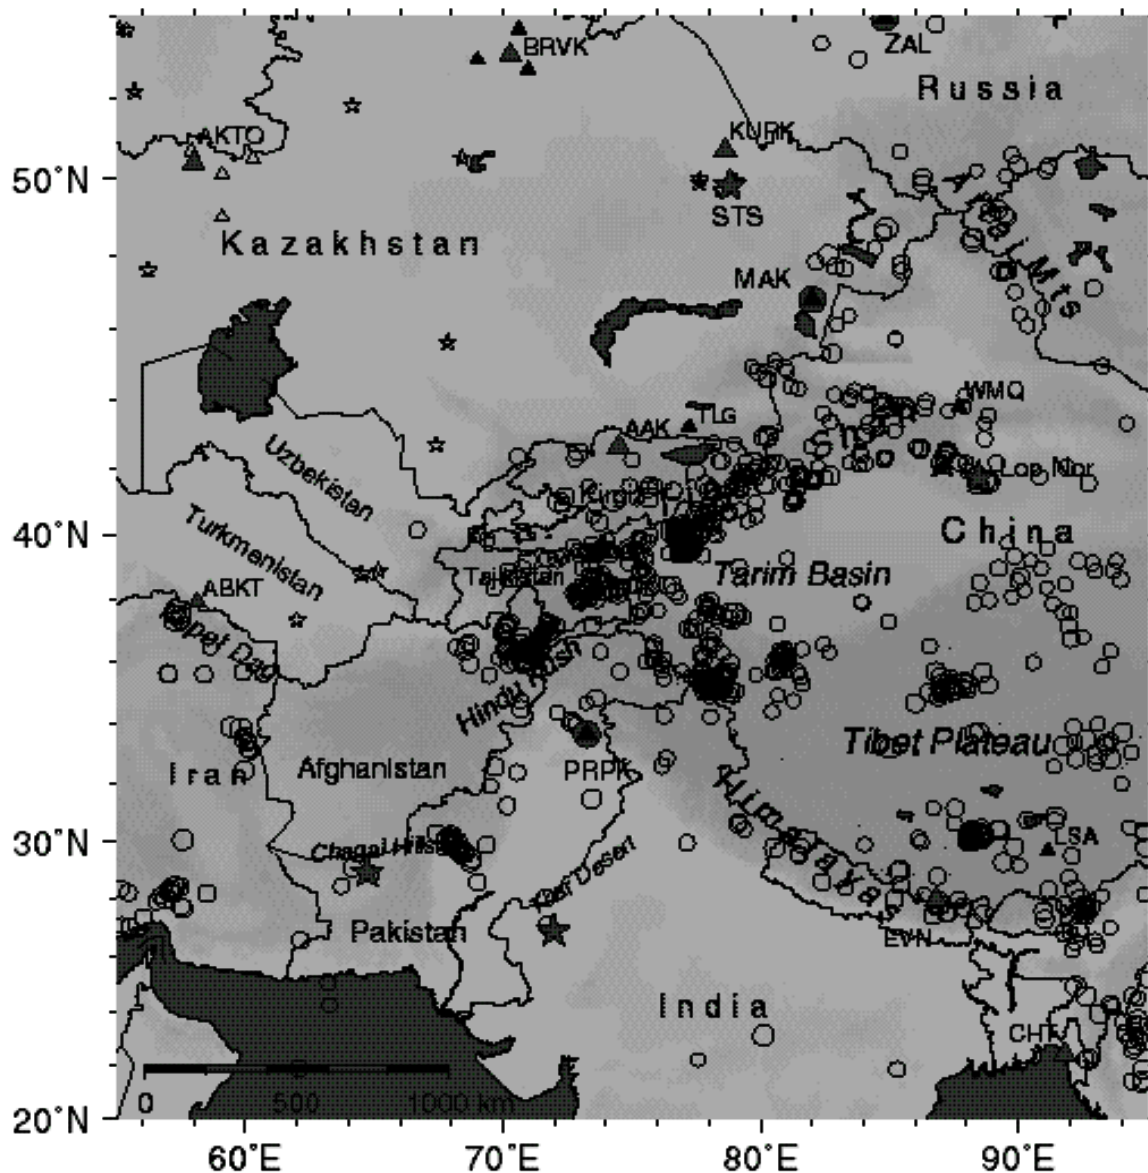 BRVK
ZAL
Russia
AKTO
KURK
50˚N
STS
Kazakhstan
MAK
WMQ
TLG
AAK
Lop Nor
Uzbekistan
40˚N
China
Turkmenistan
Tarim Basin
Tajikistan
ABKT
Kopet Dag
Hindu Kush
Tibet Plateau
Iran
Afghanistan
PRPK
Himalaya
30˚N
Chagai Hills
LSA
Thar Desert
Pakistan
EVN
India
CHT
0 500 1000 km
20˚N
60˚E 70˚E 80˚E 90˚E